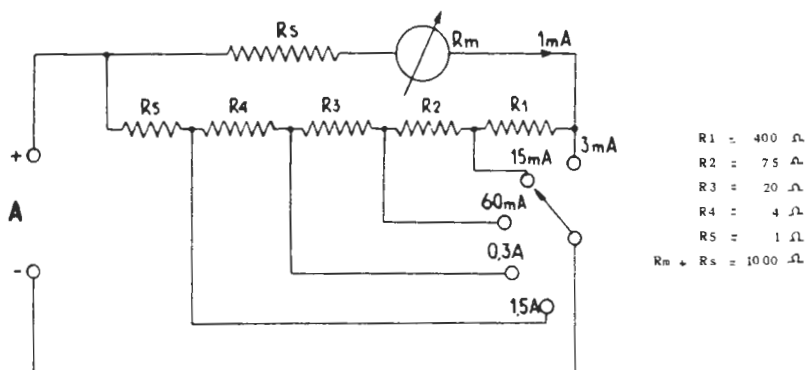 Rs
Rm
1mA
R5
R4
R3
R2
R1
3mA
15mA
60mA
0,3A
1,5A
+
A
-
R1 = 400 Ω
R2 = 75 Ω
R3 = 20 Ω
R4 = 4 Ω
R5 = 1 Ω
Rm + Rs = 1000 Ω